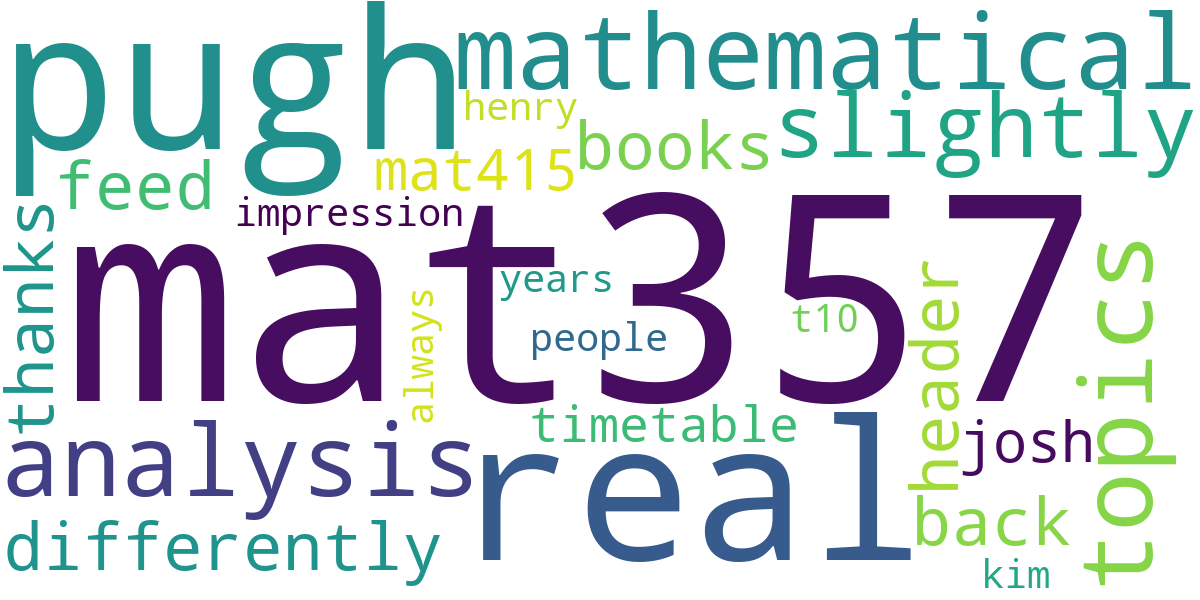 pugh
mathematical
henry
slightly
books
mat415
feed
impression
thanks
mat357
years
t10
people
always
header
topics
timetable
josh
analysis
real
differently
back
kim